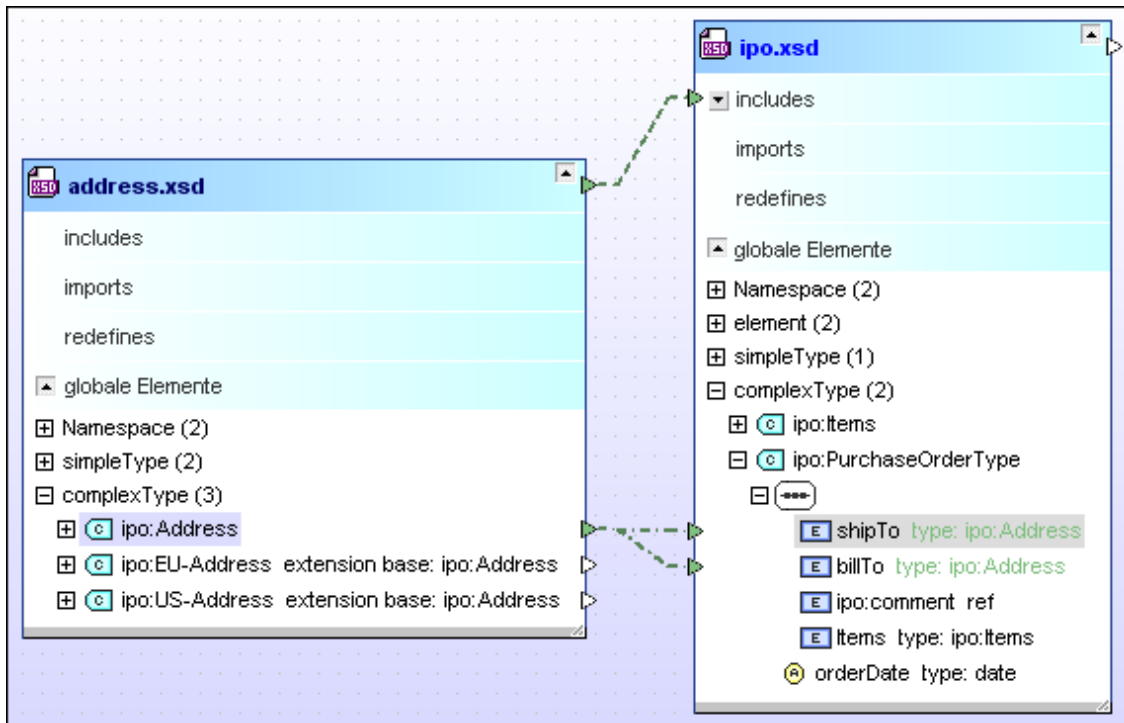 XSD address.xsd
includes
imports
redefines
globale Elemente
Namespace (2)
simpleType (2)
complexType (3)
C ipo:Address
C ipo:EU-Address extension base: ipo:Address
C ipo:US-Address extension base: ipo:Address
XSD ipo.xsd
includes
imports
redefines
globale Elemente
Namespace (2)
element (2)
simpleType (1)
complexType (2)
C ipo:Items
C ipo:PurchaseOrderType
E shipTo type: ipo:Address
E billTo type: ipo:Address
E ipo:comment ref
E Items type: ipo:Items
A orderDate type: date